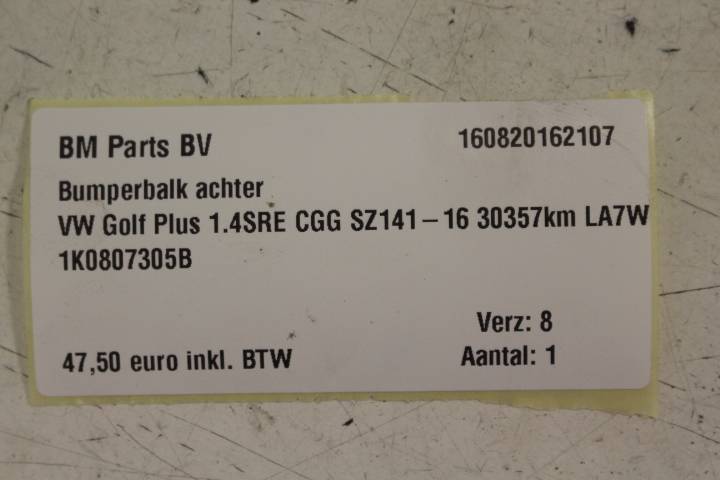 BM Parts BV 160820162107
Bumperbalk achter
VW Golf Plus 1.4SRE CGG SZ141-16 30357km LA7W
1K0807305B
Verz: 8
47,50 euro inkl. BTW Aantal: 1